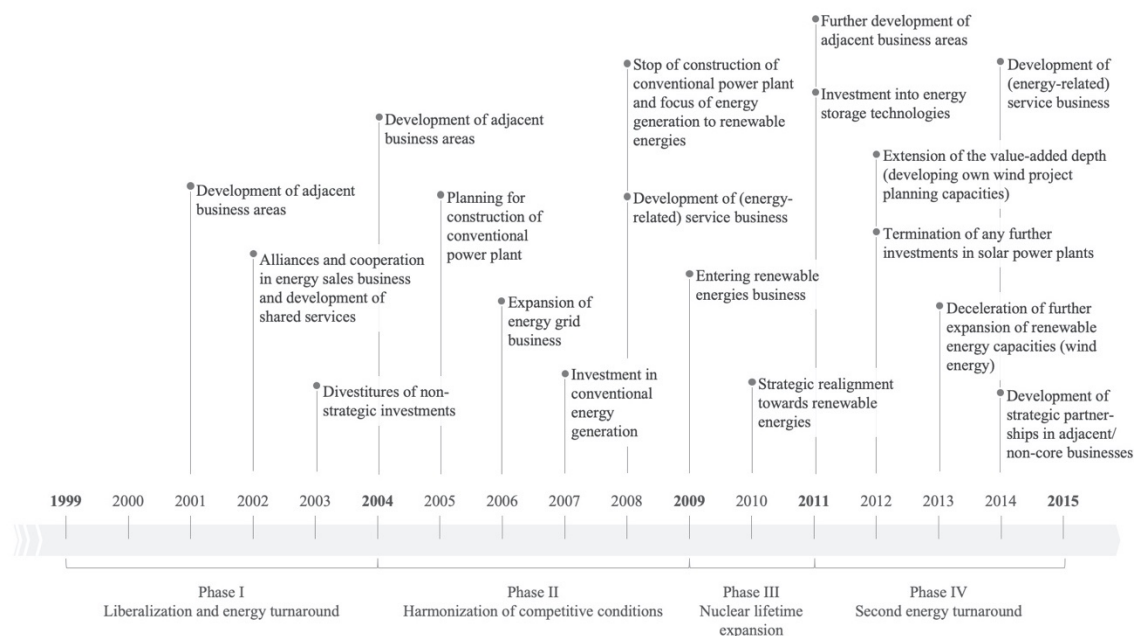 Further development of
adjacent business areas
Stop of construction of
conventional power plant
and focus of energy
generation to renewable
energies
Development of
(energy-related)
service business
Investment into energy
storage technologies
Development of adjacent
business areas
Extension of the value-added depth
(developing own wind project
planning capacities)
Development of adjacent
business areas
Planning for
construction of
conventional
power plant
Development of (energy-
related) service business
Termination of any further
investments in solar power plants
Alliances and cooperation
in energy sales business
and development of
shared services
Entering renewable
energies business
Expansion of
energy grid
business
Deceleration of further
expansion of renewable
energy capacities (wind
energy)
Divestitures of non-
strategic investments
Investment in
conventional
energy
generation
Strategic realignment
towards renewable
energies
Development of
strategic partner-
ships in adjacent/
non-core businesses
1999 2000 2001 2002 2003 2004 2005 2006 2007 2008 2009 2010 2011 2012 2013 2014 2015
Phase I
Liberalization and energy turnaround
Phase II
Harmonization of competitive conditions
Phase III
Nuclear lifetime
expansion
Phase IV
Second energy turnaround